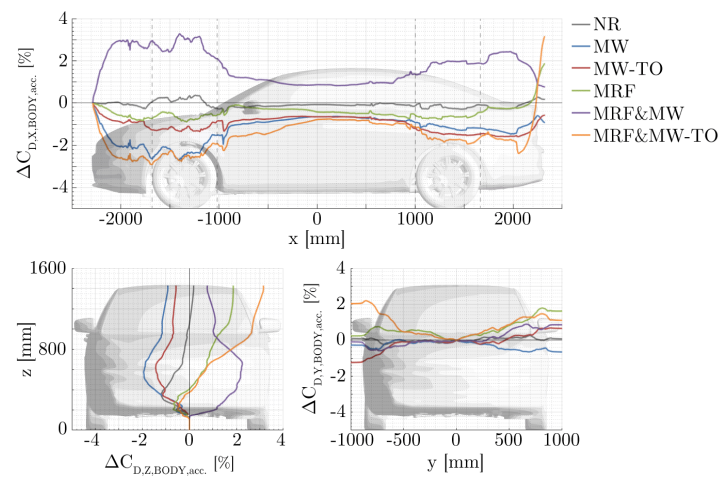 4
2
0
-2
-4
ΔC_D,X,BODY,acc. [%]
-2000 -1000 0 1000 2000
x [mm]
NR
MW
MW-TO
MRF
MRF&MW
MRF&MW-TO
1600
800
0
z [mm]
-4 -2 0 2 4
ΔC_D,Z,BODY,acc. [%]
4
2
0
-2
-4
ΔC_D,Y,BODY,acc. [%]
-1000 -500 0 500 1000
y [mm]